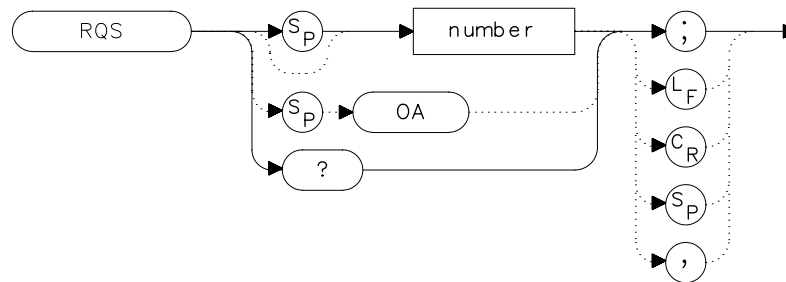 RQS SP number ;
SP OA LF
? CR
SP
,